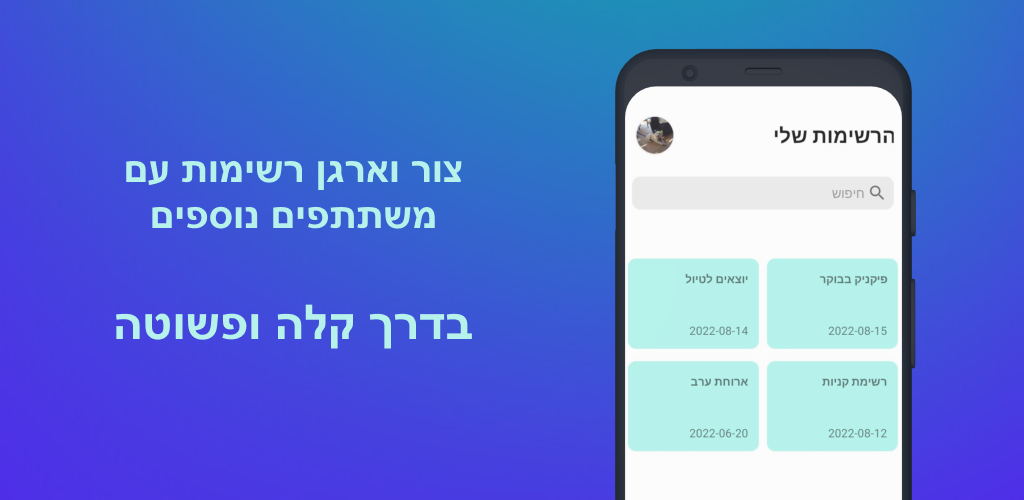 צור וארגן רשימות עם
משתתפים נוספים
בדרך קלה ופשוטה
הרשימות שלי
חיפוש
פיקניק בבוקר
2022-08-15
יוצאים לטיול
2022-08-14
רשימת קניות
2022-08-12
ארוחת ערב
2022-06-20